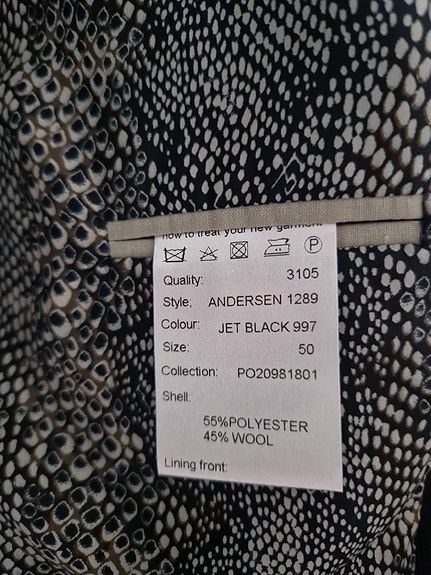 how to treat your new garment
P
Quality: 3105
Style; ANDERSEN 1289
Colour: JET BLACK 997
Size: 50
Collection: PO20981801
Shell:
55%POLYESTER
45% WOOL
Lining front: